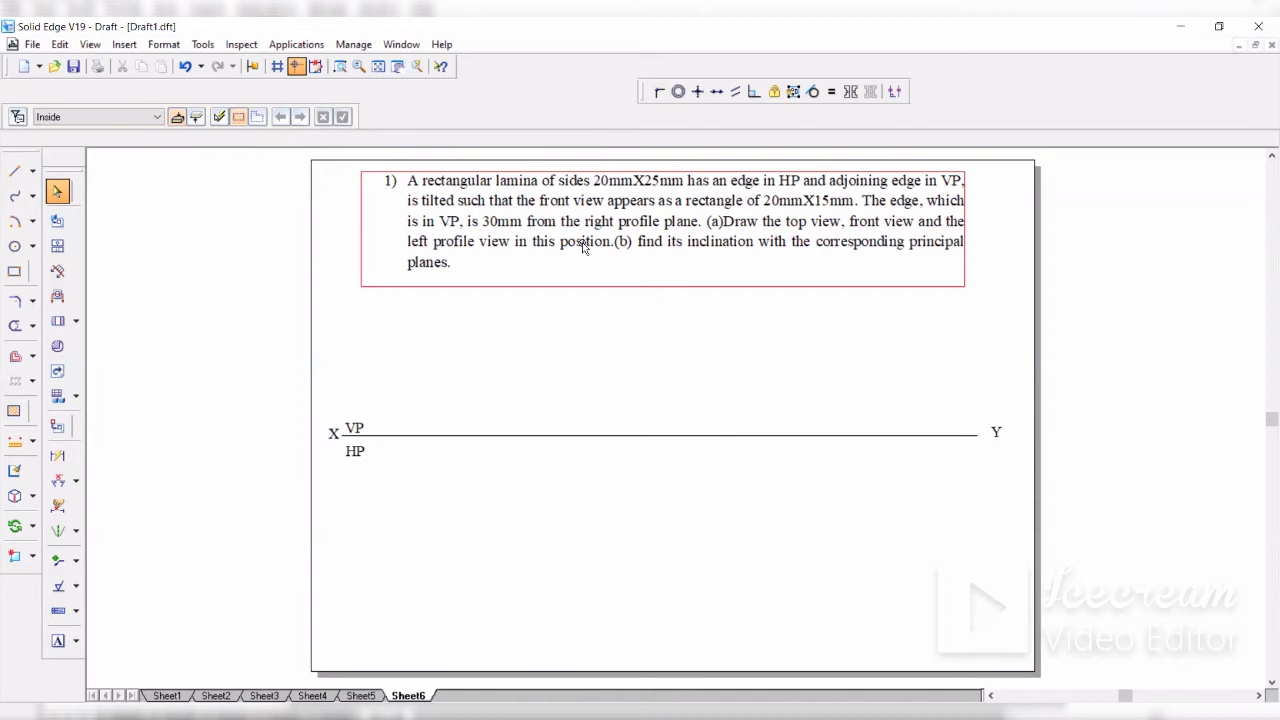 Solid Edge V19 - Draft - [Draft1.dft]
File Edit View Insert Format Tools Inspect Applications Manage Window Help
Inside
1) A rectangular lamina of sides 20mmX25mm has an edge in HP and adjoining edge in VP,
is tilted such that the front view appears as a rectangle of 20mmX15mm. The edge, which
is in VP, is 30mm from the right profile plane. (a)Draw the top view, front view and the
left profile view in this position.(b) find its inclination with the corresponding principal
planes.
X VP Y
HP
Icecream
Video Editor
Sheet1 Sheet2 Sheet3 Sheet4 Sheet5 Sheet6